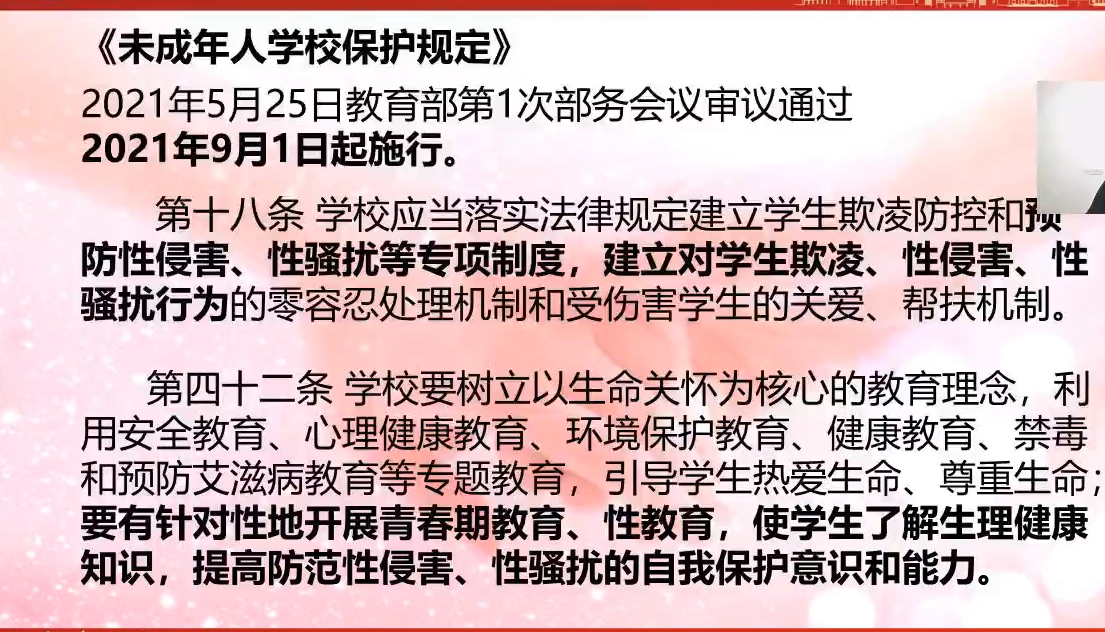 《未成年人学校保护规定》
2021年5月25日教育部第1次部务会议审议通过
2021年9月1日起施行。
第十八条 学校应当落实法律规定建立学生欺凌防控和预
防性侵害、性骚扰等专项制度，建立对学生欺凌、性侵害、性
骚扰行为的零容忍处理机制和受伤害学生的关爱、帮扶机制。
第四十二条 学校要树立以生命关怀为核心的教育理念，利
用安全教育、心理健康教育、环境保护教育、健康教育、禁毒
和预防艾滋病教育等专题教育，引导学生热爱生命、尊重生命；
要有针对性地开展青春期教育、性教育，使学生了解生理健康
知识，提高防范性侵害、性骚扰的自我保护意识和能力。